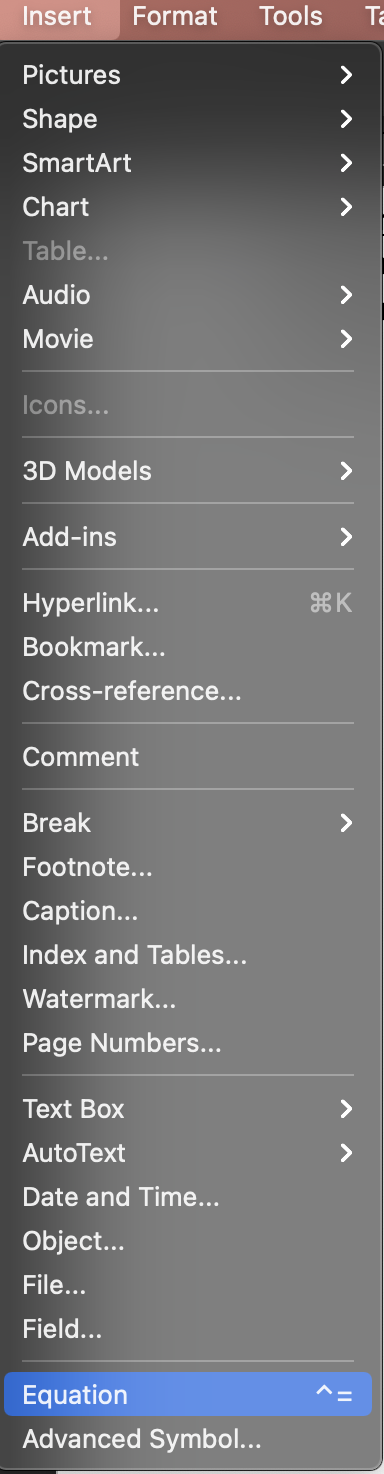 Insert Format Tools
Pictures
Shape
SmartArt
Chart
Table...
Audio
Movie
Icons...
3D Models
Add-ins
Hyperlink... ⌘K
Bookmark...
Cross-reference...
Comment
Break
Footnote...
Caption...
Index and Tables...
Watermark...
Page Numbers...
Text Box
AutoText
Date and Time...
Object...
File...
Field...
Equation ^=
Advanced Symbol...